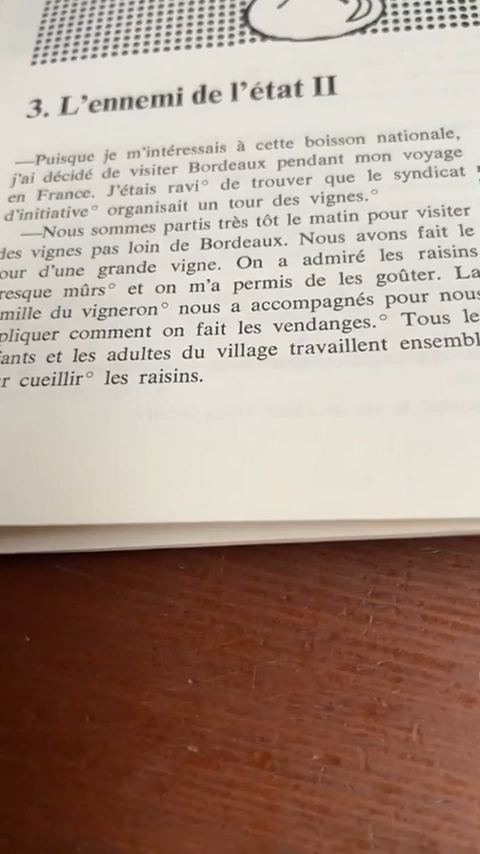 3. L'ennemi de l'état II
—Puisque je m'intéressais à cette boisson nationale,
j'ai décidé de visiter Bordeaux pendant mon voyage
en France. J'étais ravi° de trouver que le syndicat
d'initiative° organisait un tour des vignes.°
—Nous sommes partis très tôt le matin pour visiter
des vignes pas loin de Bordeaux. Nous avons fait le
our d'une grande vigne. On a admiré les raisins
resque mûrs° et on m'a permis de les goûter. La
mille du vigneron° nous a accompagnés pour nous
pliquer comment on fait les vendanges.° Tous le
ants et les adultes du village travaillent ensembl
r cueillir° les raisins.